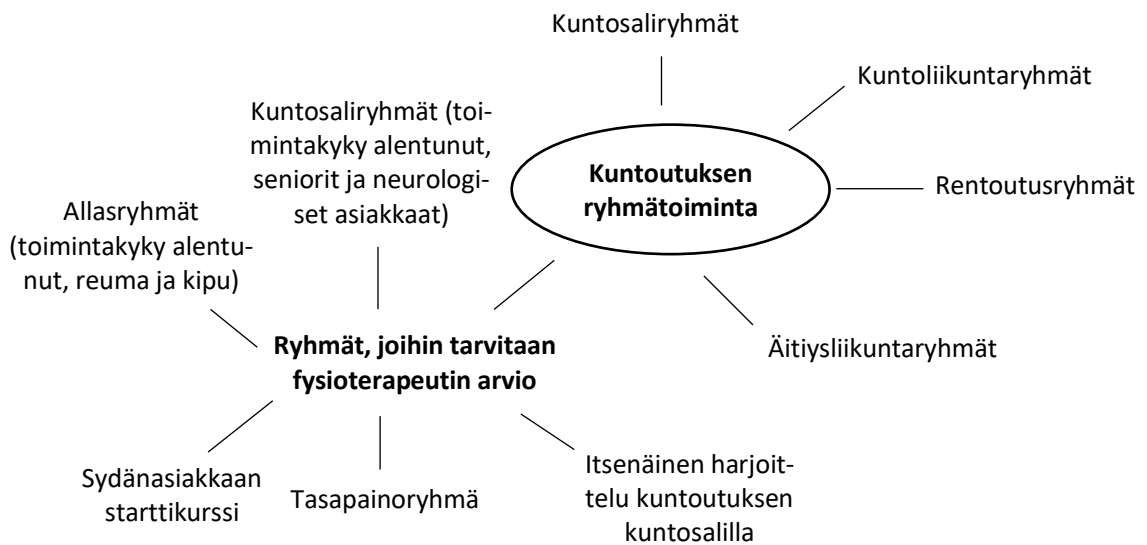 Kuntosaliryhmät
Kuntoliikuntaryhmät
Kuntosaliryhmät (toi-
mintakyky alentunut,
seniorit ja neurologi-
set asiakkaat)
Kuntoutuksen
ryhmätoiminta
Rentoutusryhmät
Allasryhmät
(toimintakyky alentu-
nut, reuma ja kipu)
Ryhmät, joihin tarvitaan
fysioterapeutin arvio
Äitiysliikuntaryhmät
Sydänasiakkaan
starttikurssi
Tasapainoryhmä
Itsenäinen harjoit-
telu kuntoutuksen
kuntosalilla